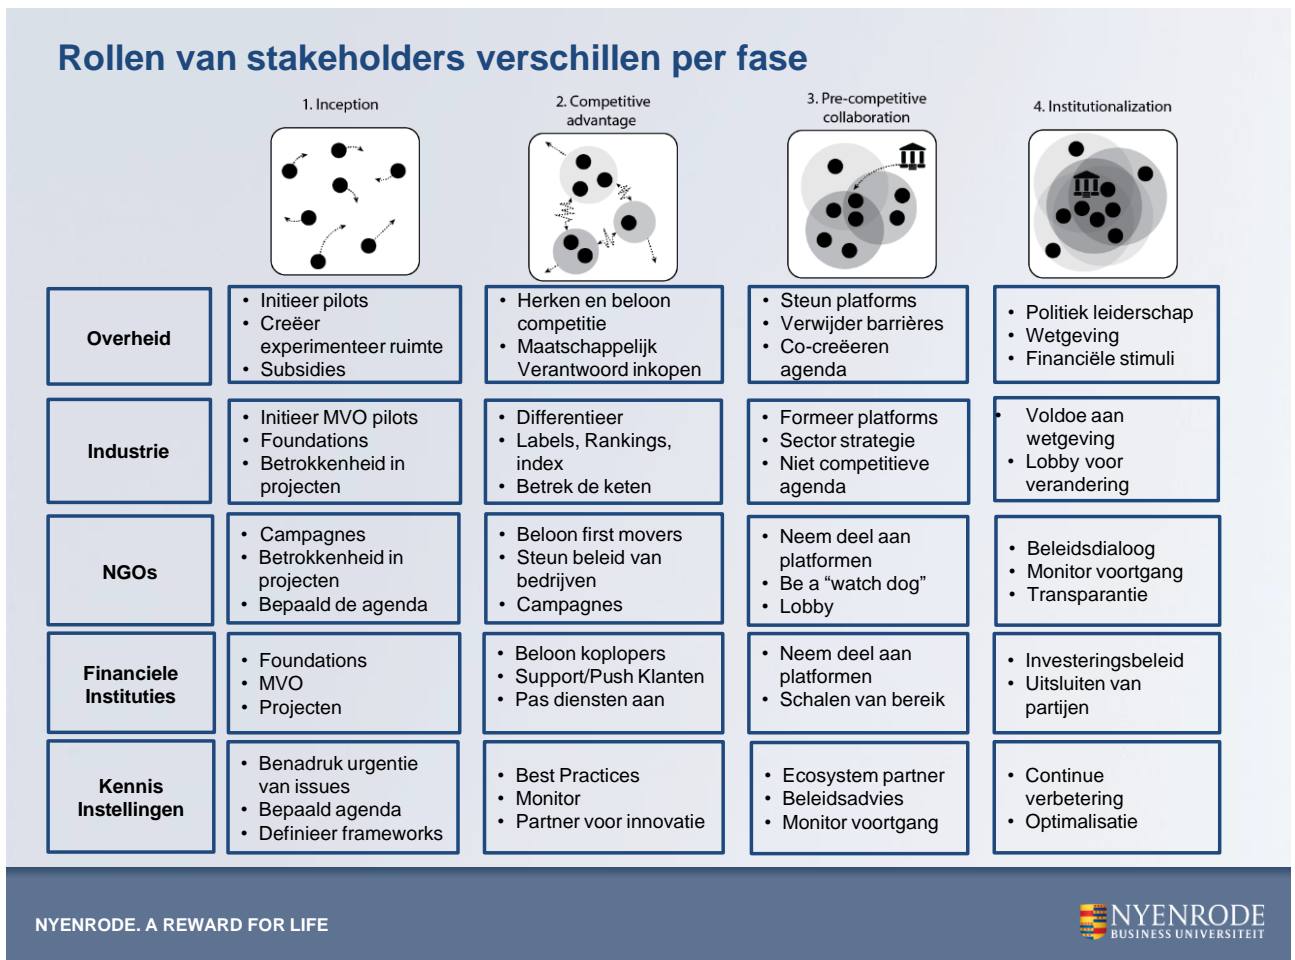 Rollen van stakeholders verschillen per fase
1. Inception
2. Competitive
advantage
3. Pre-competitive
collaboration
4. Institutionalization
Overheid
• Initieer pilots
• Creëer
experimenteer ruimte
• Subsidies
• Herken en beloon
competitie
• Maatschappelijk
Verantwoord inkopen
• Steun platforms
• Verwijder barrières
• Co-creëeren
agenda
• Politiek leiderschap
• Wetgeving
• Financiële stimuli
Industrie
• Initieer MVO pilots
• Foundations
• Betrokkenheid in
projecten
• Differentieer
• Labels, Rankings,
index
• Betrek de keten
• Formeer platforms
• Sector strategie
• Niet competitieve
agenda
• Voldoe aan
wetgeving
• Lobby voor
verandering
NGOs
• Campagnes
• Betrokkenheid in
projecten
• Bepaald de agenda
• Beloon first movers
• Steun beleid van
bedrijven
• Campagnes
• Neem deel aan
platformen
• Be a “watch dog”
• Lobby
• Beleidsdialoog
• Monitor voortgang
• Transparantie
Financiele
Instituties
• Foundations
• MVO
• Projecten
• Beloon koplopers
• Support/Push Klanten
• Pas diensten aan
• Neem deel aan
platformen
• Schalen van bereik
• Investeringsbeleid
• Uitsluiten van
partijen
Kennis
Instellingen
• Benadruk urgentie
van issues
• Bepaald agenda
• Definieer frameworks
• Best Practices
• Monitor
• Partner voor innovatie
• Ecosystem partner
• Beleidsadvies
• Monitor voortgang
• Continue
verbetering
• Optimalisatie
NYENRODE. A REWARD FOR LIFE
NYENRODE
BUSINESS UNIVERSITEIT